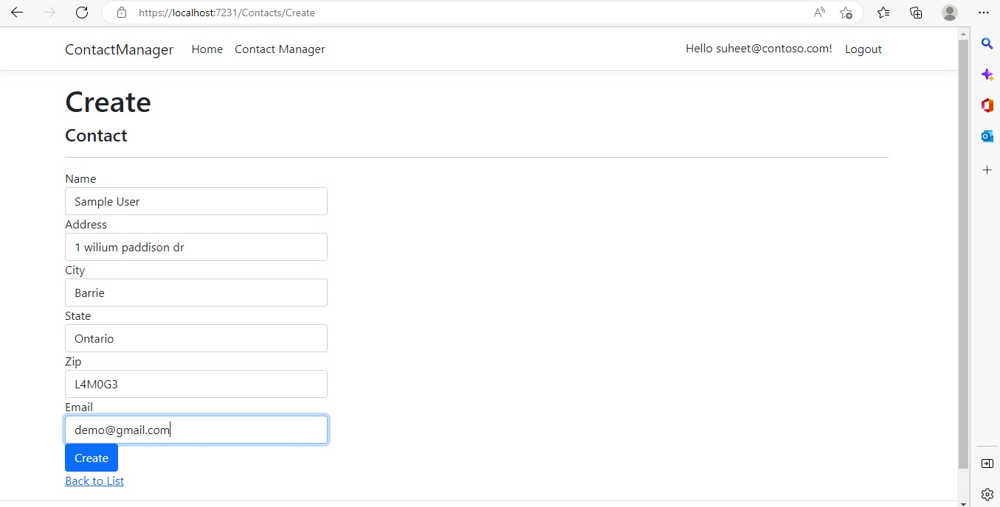 https://localhost:7231/Contacts/Create
ContactManager Home Contact Manager Hello suheet@contoso.com! Logout
Create
Contact
Name
Sample User
Address
1 wilium paddison dr
City
Barrie
State
Ontario
Zip
L4M0G3
Email
demo@gmail.com
Create
Back to List